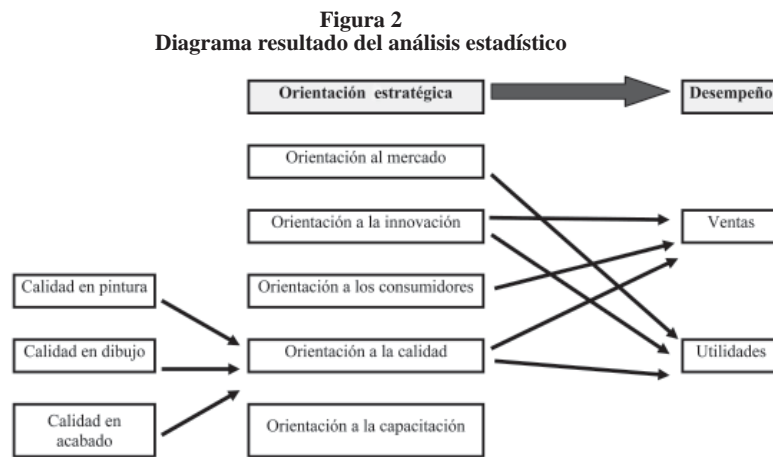 Figura 2
Diagrama resultado del análisis estadístico
Orientación estratégica
Desempeño
Orientación al mercado
Orientación a la innovación
Ventas
Calidad en pintura
Orientación a los consumidores
Calidad en dibujo
Orientación a la calidad
Utilidades
Calidad en
acabado
Orientación a la capacitación